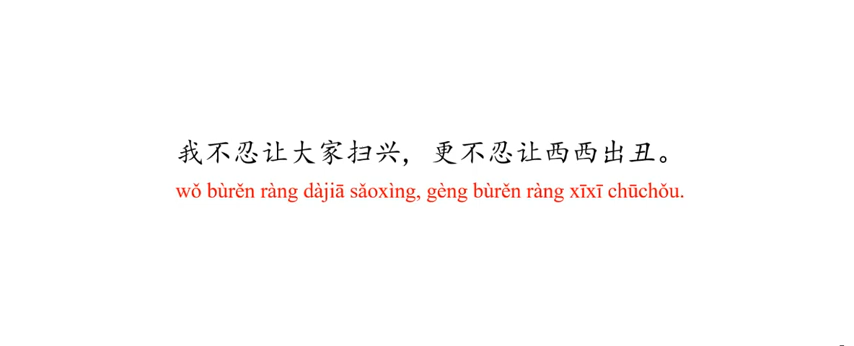 我不忍让大家扫兴，更不忍让西西出丑。
wǒ bùrěn ràng dàjiā sǎoxìng, gèng bùrěn ràng xīxī chūchǒu.